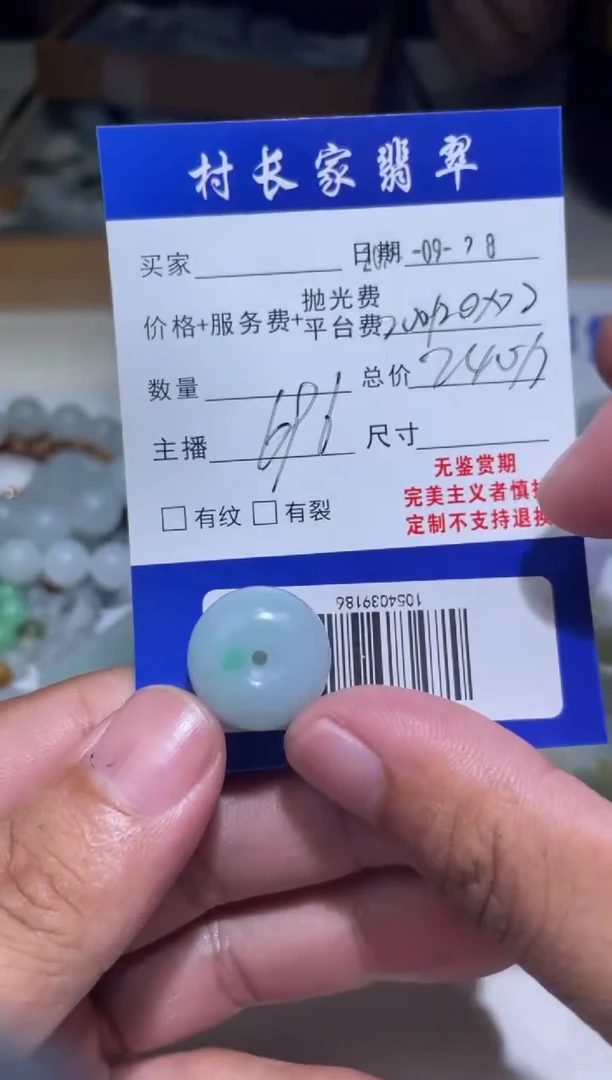 村长家翡翠
买家 日期 -09-28
价格+服务费+抛光费
平台费
数量 总价
主播 681 尺寸
无鉴赏期
完美主义者慎
□有纹 □有裂 定制不支持退换
1054039186